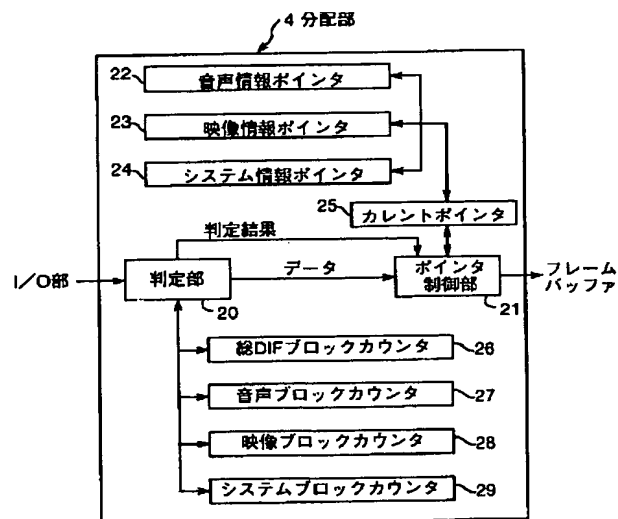 4 分配部
22 音声情報ポインタ
23 映像情報ポインタ
24 システム情報ポインタ
25 カレントポインタ
判定結果
I/O部
判定部
20
データ
ポインタ
制御部
21
フレーム
バッファ
総DIFブロックカウンタ 26
音声ブロックカウンタ 27
映像ブロックカウンタ 28
システムブロックカウンタ 29